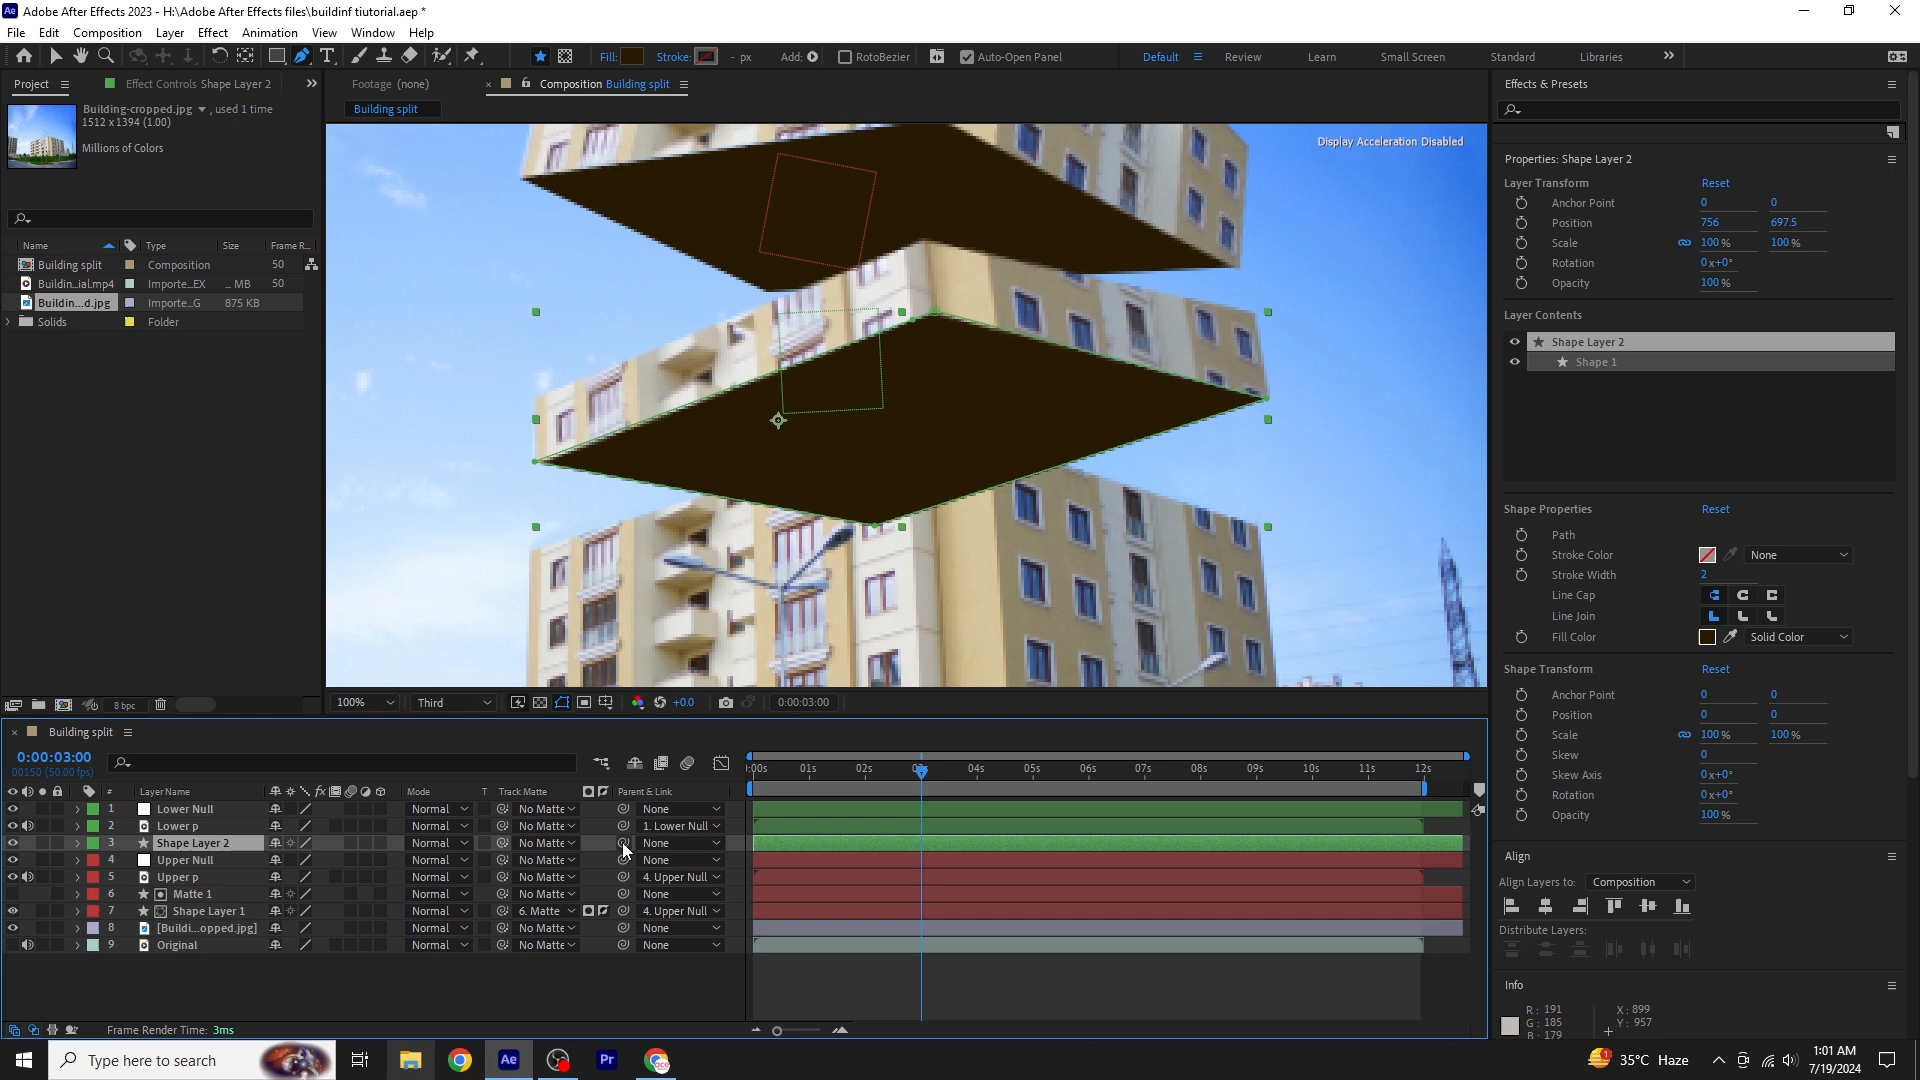 Adobe After Effects 2023 - H:\Adobe After Effects files\buildinf tiutorial.aep *
File Edit Composition Layer Effect Animation View Window Help
Fill: Stroke: - px Add: RotoBezier Auto-Open Panel Default Review Learn Small Screen Standard Libraries
Project Effect Controls Shape Layer 2
Building-cropped.jpg , used 1 time
1512 x 1394 (1.00)
Millions of Colors
Name Type Size Frame R...
Building split Composition 50
Buildin...ial.mp4 Importe...EX ... MB 50
Buildin...d.jpg Importe...G 875 KB
Solids Folder
8 bpc
Footage (none) Composition Building split
Building split
Display Acceleration Disabled
100% Third +0.0 0:00:03:00
Effects & Presets
Properties: Shape Layer 2
Layer Transform Reset
Anchor Point 0 0
Position 756 697.5
Scale 100 % 100 %
Rotation 0x+0°
Opacity 100 %
Layer Contents
Shape Layer 2
Shape 1
Shape Properties Reset
Path
Stroke Color None
Stroke Width 2
Line Cap
Line Join
Fill Color Solid Color
Shape Transform Reset
Anchor Point 0 0
Position 0 0
Scale 100 % 100 %
Skew 0
Skew Axis 0x+0°
Rotation 0x+0°
Opacity 100 %
Align
Align Layers to: Composition
Distribute Layers:
Info
R : 191 X : 899
G : 185 Y : 957
B : 179
Building split
0:00:03:00
00150 (50.00 fps)
:00s 01s 02s 04s 05s 06s 07s 08s 09s 10s 11s 12s
# Layer Name fx Mode T Track Matte Parent & Link
1 Lower Null Normal No Matte None
2 Lower p Normal No Matte 1. Lower Null
3 Shape Layer 2 Normal No Matte None
4 Upper Null Normal No Matte None
5 Upper p Normal No Matte 4. Upper Null
6 Matte 1 Normal No Matte None
7 Shape Layer 1 Normal 6. Matte 4. Upper Null
8 [Buildi...opped.jpg] Normal No Matte None
9 Original Normal No Matte None
Frame Render Time: 3ms
Type here to search
Ae Pr
35°C Haze
1:01 AM
7/19/2024